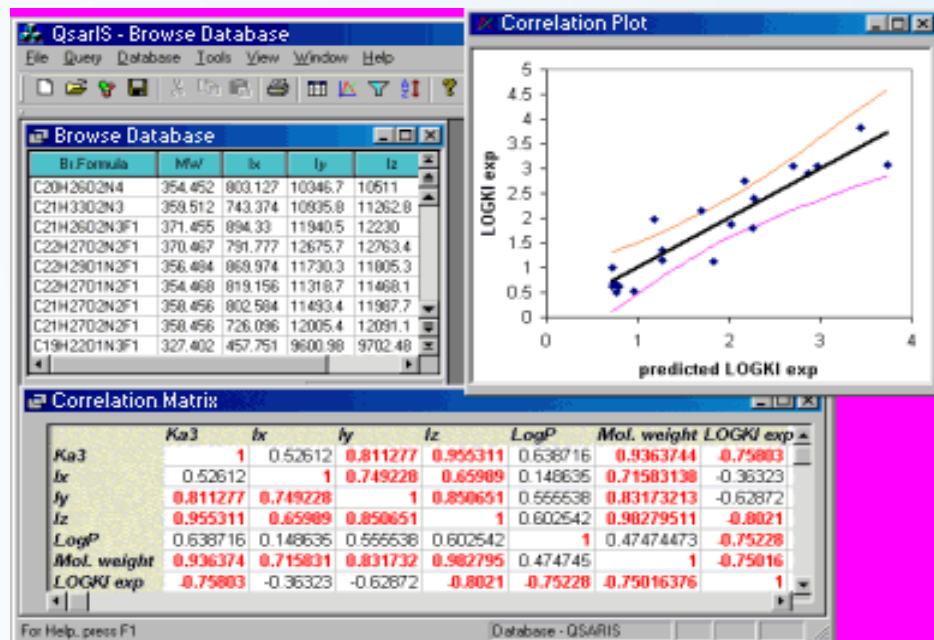 QsarIS - Browse Database
File Query Database Tools View Window Help
Browse Database
Br.Formula MW Ix Iy Iz
C20H26O2N4 354.452 803.127 10346.7 10511
C21H33O2N3 359.512 743.374 10935.8 11262.8
C21H26O2N3F1 371.455 894.33 11940.5 12230
C22H27O2N2F1 370.467 791.777 12675.7 12763.4
C22H29O1N2F1 356.484 869.974 11730.3 11805.3
C21H27O1N2F1 354.468 819.156 11318.7 11468.1
C21H27O2N2F1 358.456 802.584 11493.4 11987.7
C21H27O2N2F1 358.456 726.096 12005.4 12091.1
C19H22O1N3F1 327.402 457.751 9600.98 9702.48
Correlation Plot
5
4.5
4
3.5
3
2.5
2
1.5
1
0.5
0
LOGKI exp
0 1 2 3 4
predicted LOGKI exp
Correlation Matrix
Ka3 Ix Iy Iz LogP Mol. weight LOGKI exp
Ka3 1 0.52612 0.811277 0.955311 0.638716 0.9363744 -0.75803
Ix 0.52612 1 0.749228 0.65989 0.148635 0.71583138 -0.36323
Iy 0.811277 0.749228 1 0.850651 0.555538 0.83173213 -0.62872
Iz 0.955311 0.65989 0.850651 1 0.602542 0.98279511 -0.8021
LogP 0.638716 0.148635 0.555538 0.602542 1 0.47474473 -0.75228
Mol. weight 0.936374 0.715831 0.831732 0.982795 0.474745 1 -0.75016
LOGKI exp -0.75803 -0.36323 -0.62872 -0.8021 -0.75228 -0.75016376 1
For Help, press F1
Database - QSARIS